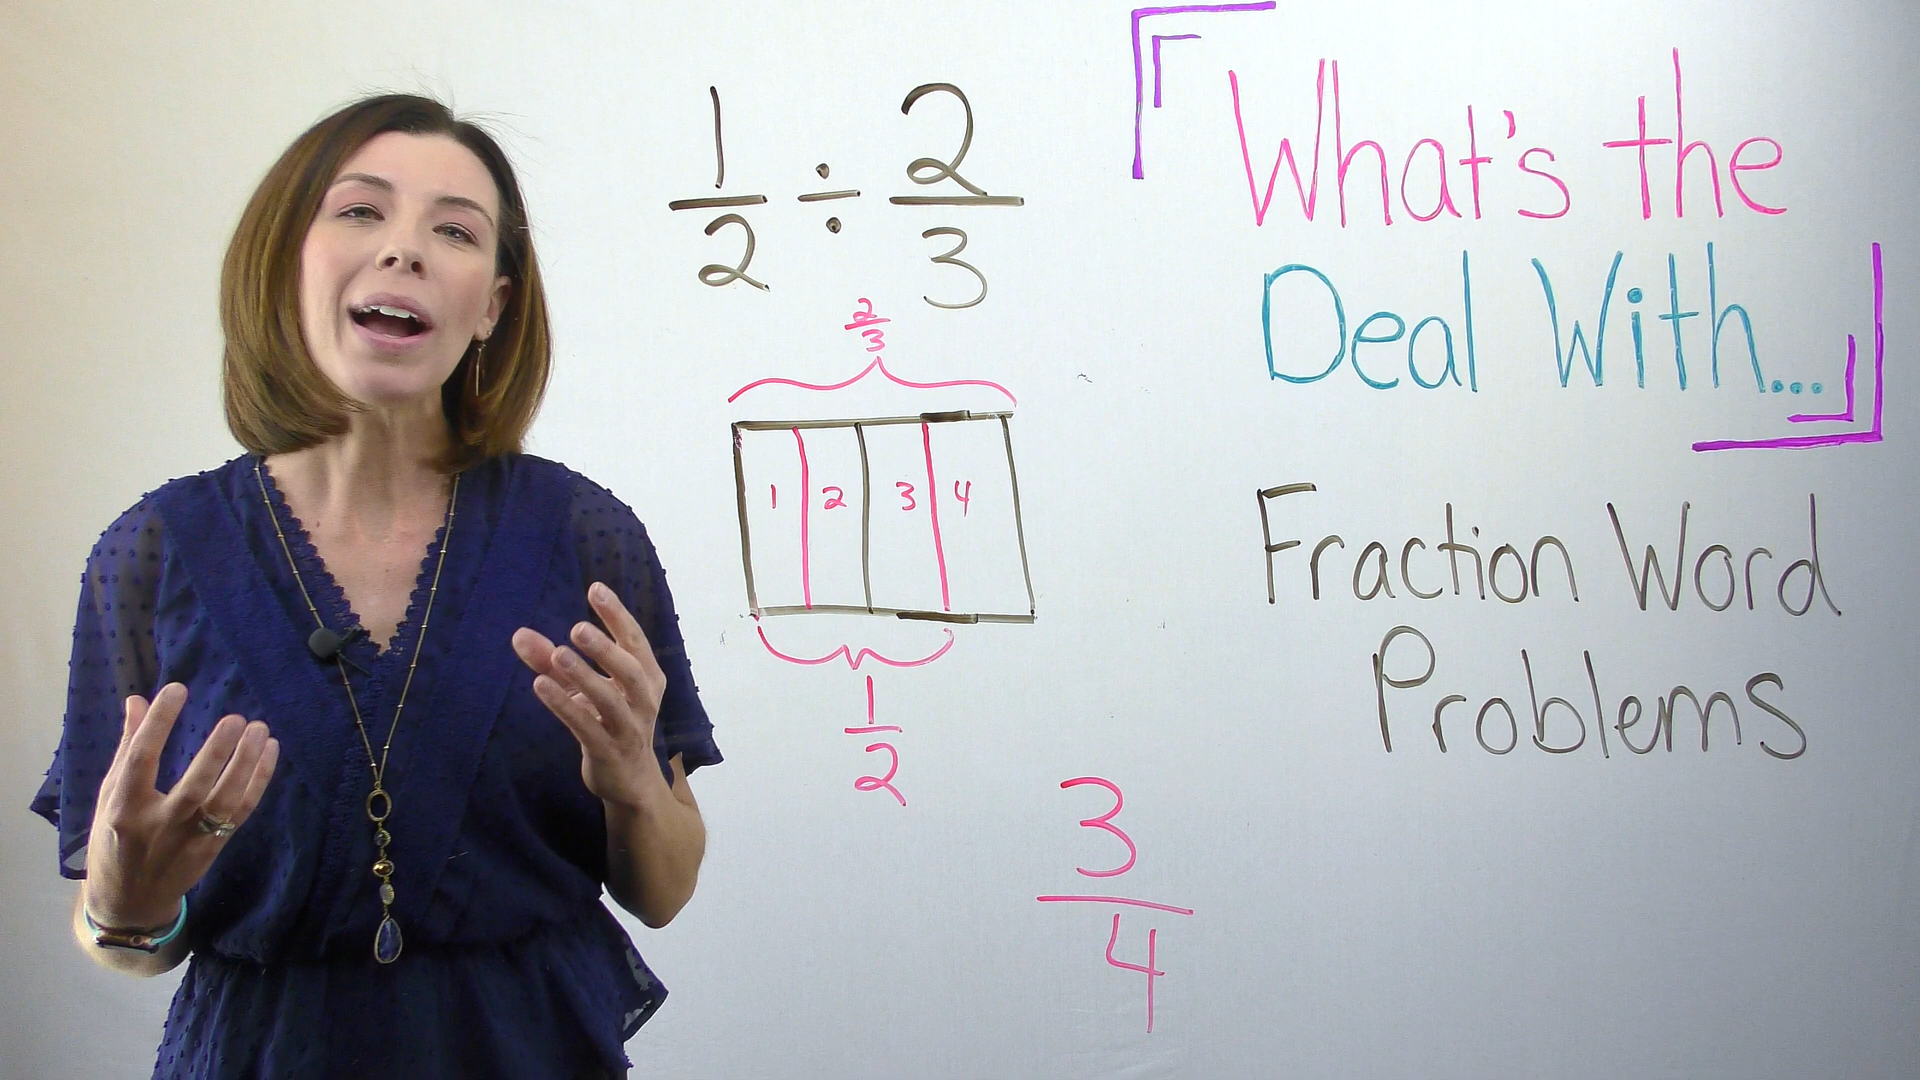 1/2 ÷ 2/3
2/3
1 2 3 4
1/2
3/4
What's the
Deal With...
Fraction Word
Problems